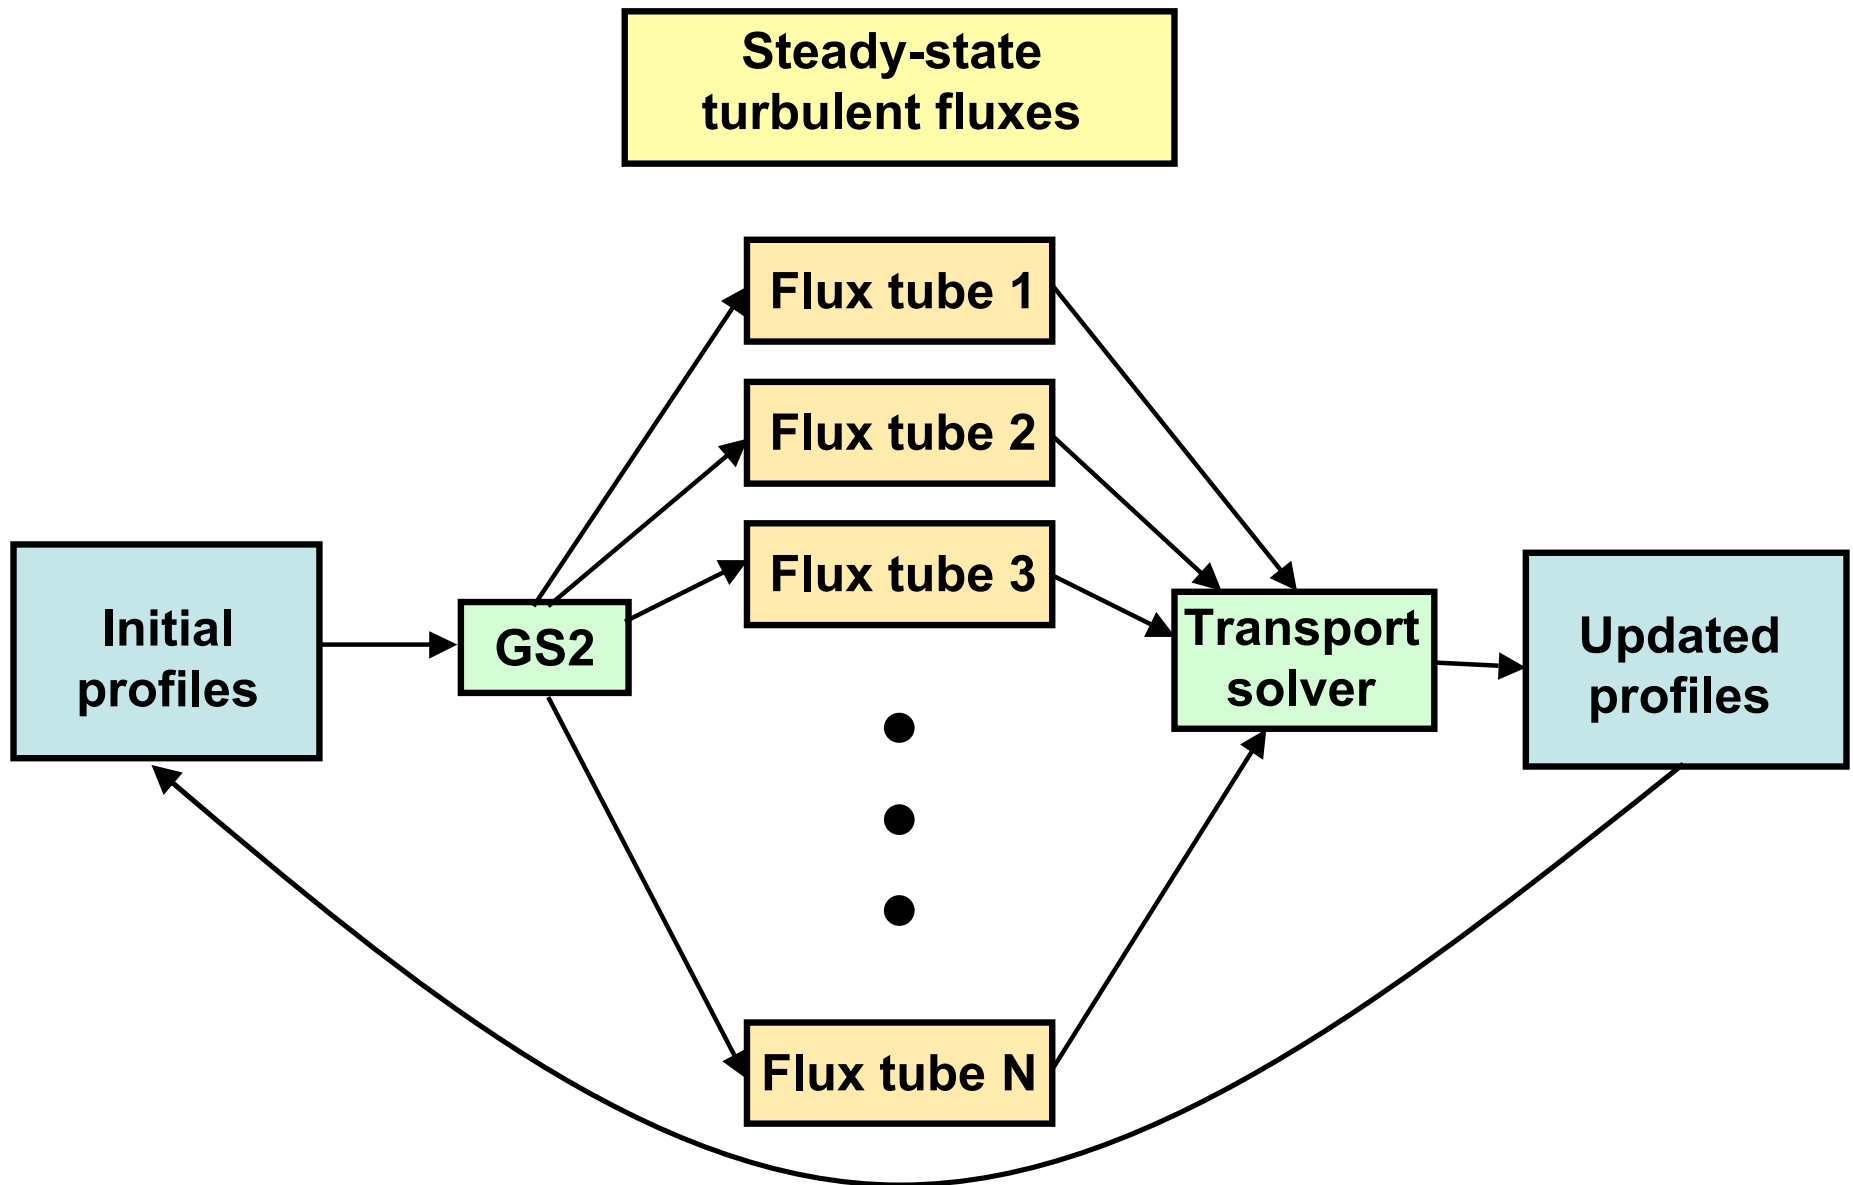 Steady-state
turbulent fluxes
Flux tube 1
Flux tube 2
Flux tube 3
Initial
profiles
GS2
Transport
solver
Updated
profiles
Flux tube N